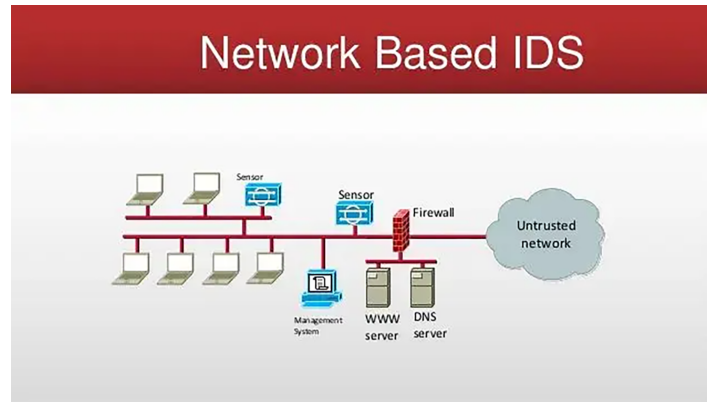 Network Based IDS
Sensor
Sensor
Firewall
Untrusted
network
Management
System
WWW
server
DNS
server